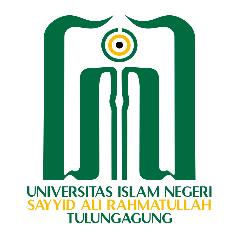 UNIVERSITAS ISLAM NEGERI
SAYYID ALI RAHMATULLAH
TULUNGAGUNG